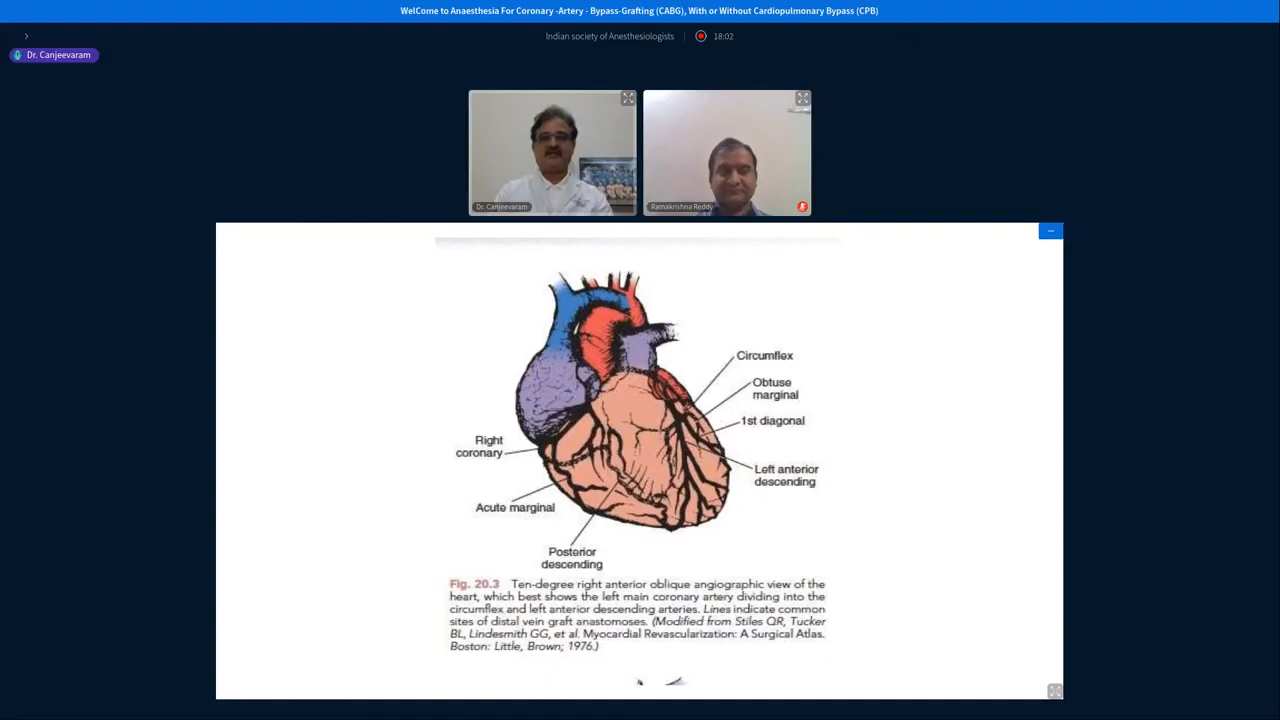 WelCome to Anaesthesia For Coronary -Artery - Bypass-Grafting (CABG), With or Without Cardiopulmonary Bypass (CPB)
Indian society of Anesthesiologists
18:02
Dr. Canjeevaram
Dr. Canjeevaram
Ramakrishna Reddy
Circumflex
Obtuse
marginal
1st diagonal
Left anterior
descending
Right
coronary
Acute marginal
Posterior
descending
Fig. 20.3 Ten-degree right anterior oblique angiographic view of the
heart, which best shows the left main coronary artery dividing into the
circumflex and left anterior descending arteries. Lines indicate common
sites of distal vein graft anastomoses. (Modified from Stiles QR, Tucker
BL, Lindesmith GG, et al. Myocardial Revascularization: A Surgical Atlas.
Boston: Little, Brown; 1976.)